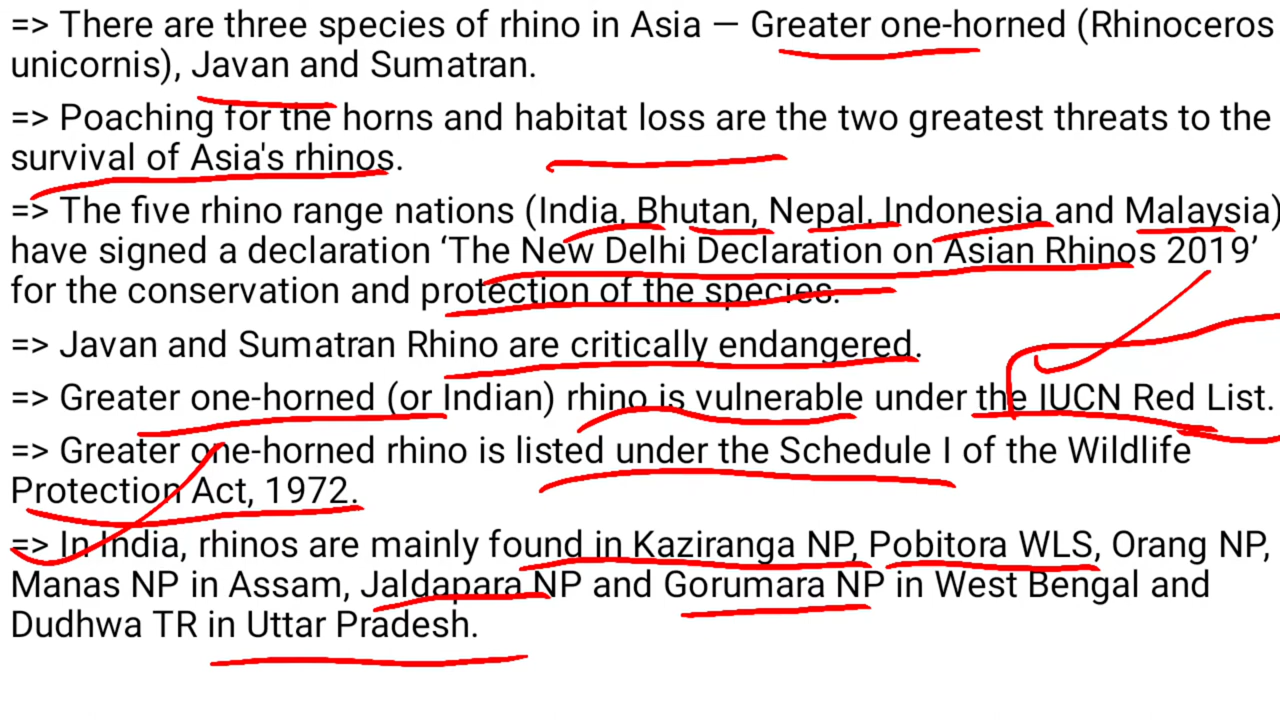 => There are three species of rhino in Asia — Greater one-horned (Rhinoceros
unicornis), Javan and Sumatran.
=> Poaching for the horns and habitat loss are the two greatest threats to the
survival of Asia's rhinos.
=> The five rhino range nations (India, Bhutan, Nepal, Indonesia and Malaysia)
have signed a declaration ‘The New Delhi Declaration on Asian Rhinos 2019’
for the conservation and protection of the species.
=> Javan and Sumatran Rhino are critically endangered.
=> Greater one-horned (or Indian) rhino is vulnerable under the IUCN Red List.
=> Greater one-horned rhino is listed under the Schedule I of the Wildlife
Protection Act, 1972.
=> In India, rhinos are mainly found in Kaziranga NP, Pobitora WLS, Orang NP,
Manas NP in Assam, Jaldapara NP and Gorumara NP in West Bengal and
Dudhwa TR in Uttar Pradesh.